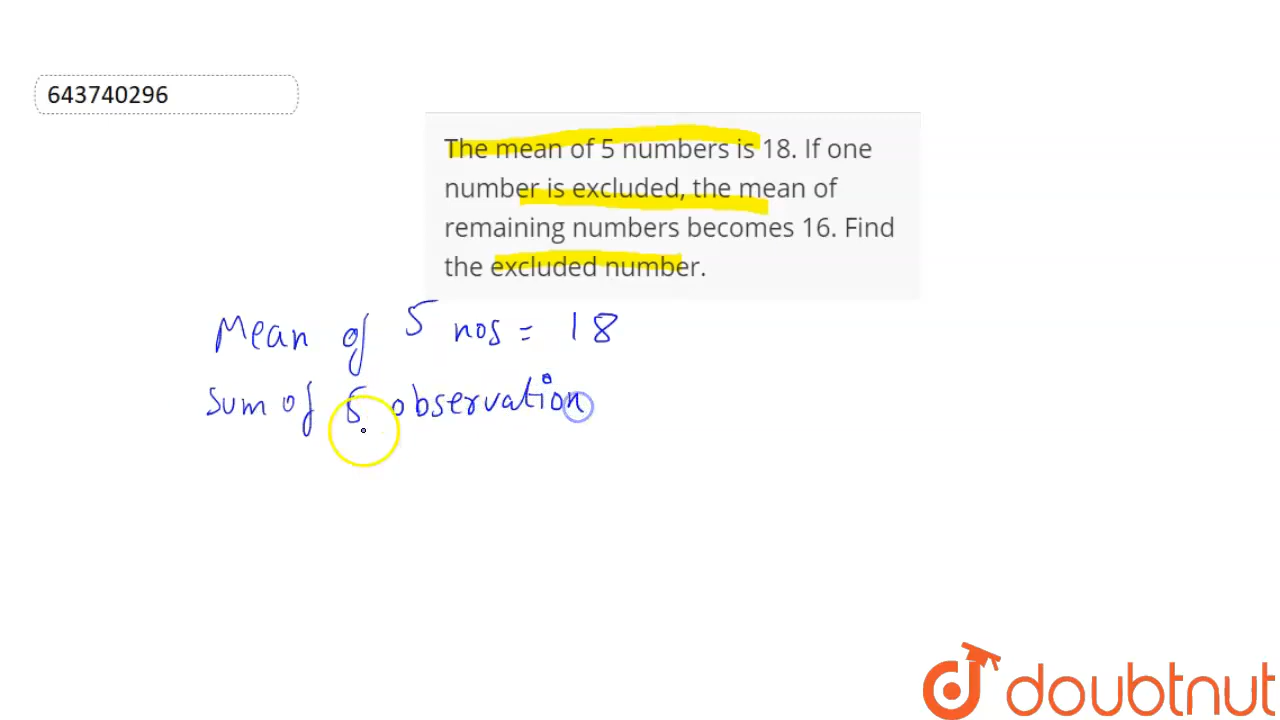 643740296
The mean of 5 numbers is 18. If one
number is excluded, the mean of
remaining numbers becomes 16. Find
the excluded number.
Mean of 5 nos = 18
Sum of 5 observation
doubtnut